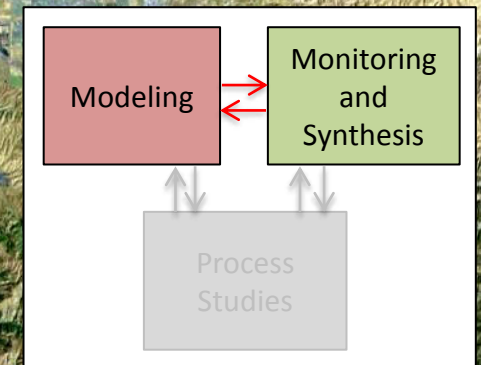 Modeling
Monitoring
and
Synthesis
Process
Studies